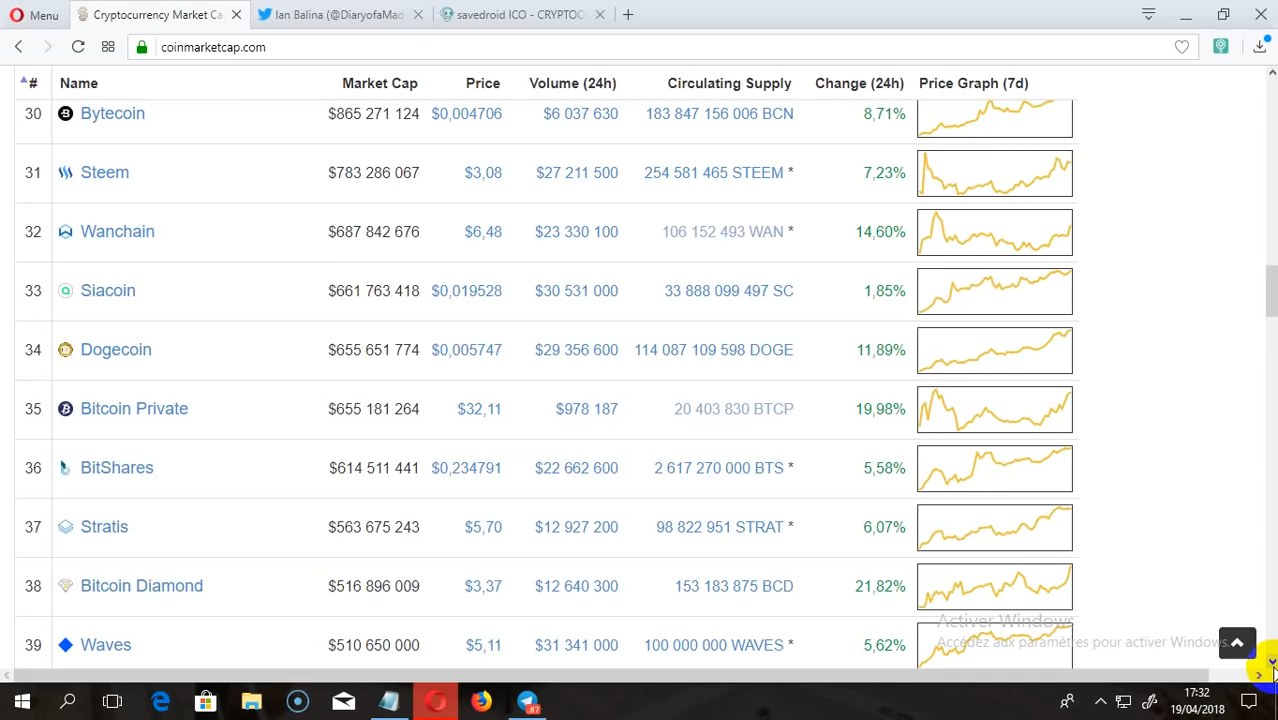 Menu
Cryptocurrency Market Ca
Ian Balina (@DiaryofaMad
savedroid ICO - CRYPTOC
coinmarketcap.com
# Name Market Cap Price Volume (24h) Circulating Supply Change (24h) Price Graph (7d)
30 Bytecoin $865 271 124 $0,004706 $6 037 630 183 847 156 006 BCN 8,71%
31 Steem $783 286 067 $3,08 $27 211 500 254 581 465 STEEM * 7,23%
32 Wanchain $687 842 676 $6,48 $23 330 100 106 152 493 WAN * 14,60%
33 Siacoin $661 763 418 $0,019528 $30 531 000 33 888 099 497 SC 1,85%
34 Dogecoin $655 651 774 $0,005747 $29 356 600 114 087 109 598 DOGE 11,89%
35 Bitcoin Private $655 181 264 $32,11 $978 187 20 403 830 BTCP 19,98%
36 BitShares $614 511 441 $0,234791 $22 662 600 2 617 270 000 BTS * 5,58%
37 Stratis $563 675 243 $5,70 $12 927 200 98 822 951 STRAT * 6,07%
38 Bitcoin Diamond $516 896 009 $3,37 $12 640 300 153 183 875 BCD 21,82%
Activer Windows
39 Waves $510 650 000 $5,11 $31 341 000 100 000 000 WAVES * 5,62%
Accédez aux paramètres pour activer Windows.
87
17:32
19/04/2018